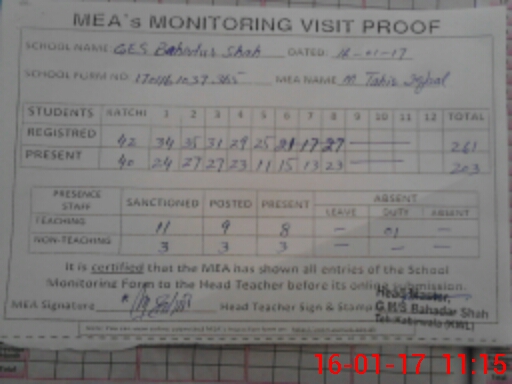 MEA's MONITORING VISIT PROOF
SCHOOL NAME GES Bahadur Shah DATED: 16-01-17
SCHOOL FORM NO MEA NAME M. Tahir Iqbal
STUDENTS KATCHI 1 2 3 4 5 6 7 8 9 10 11 12 TOTAL
REGISTRED 42 34 35 31 29 25 21 17 27 261
PRESENT 40 24 27 27 23 11 15 13 23 203
PRESENCE STAFF SANCTIONED POSTED PRESENT ABSENT
LEAVE DUTY ABSENT
TEACHING 11 9 8 - 01 -
NON-TEACHING 3 3 3 - - -
It is certified that the MEA has shown all entries of the School
Monitoring Form to the Head Teacher before its online submission.
MEA Signature Head Teacher Sign & Stamp
Head Master,
G.M.S Bahadur Shah
16-01-17 11:15